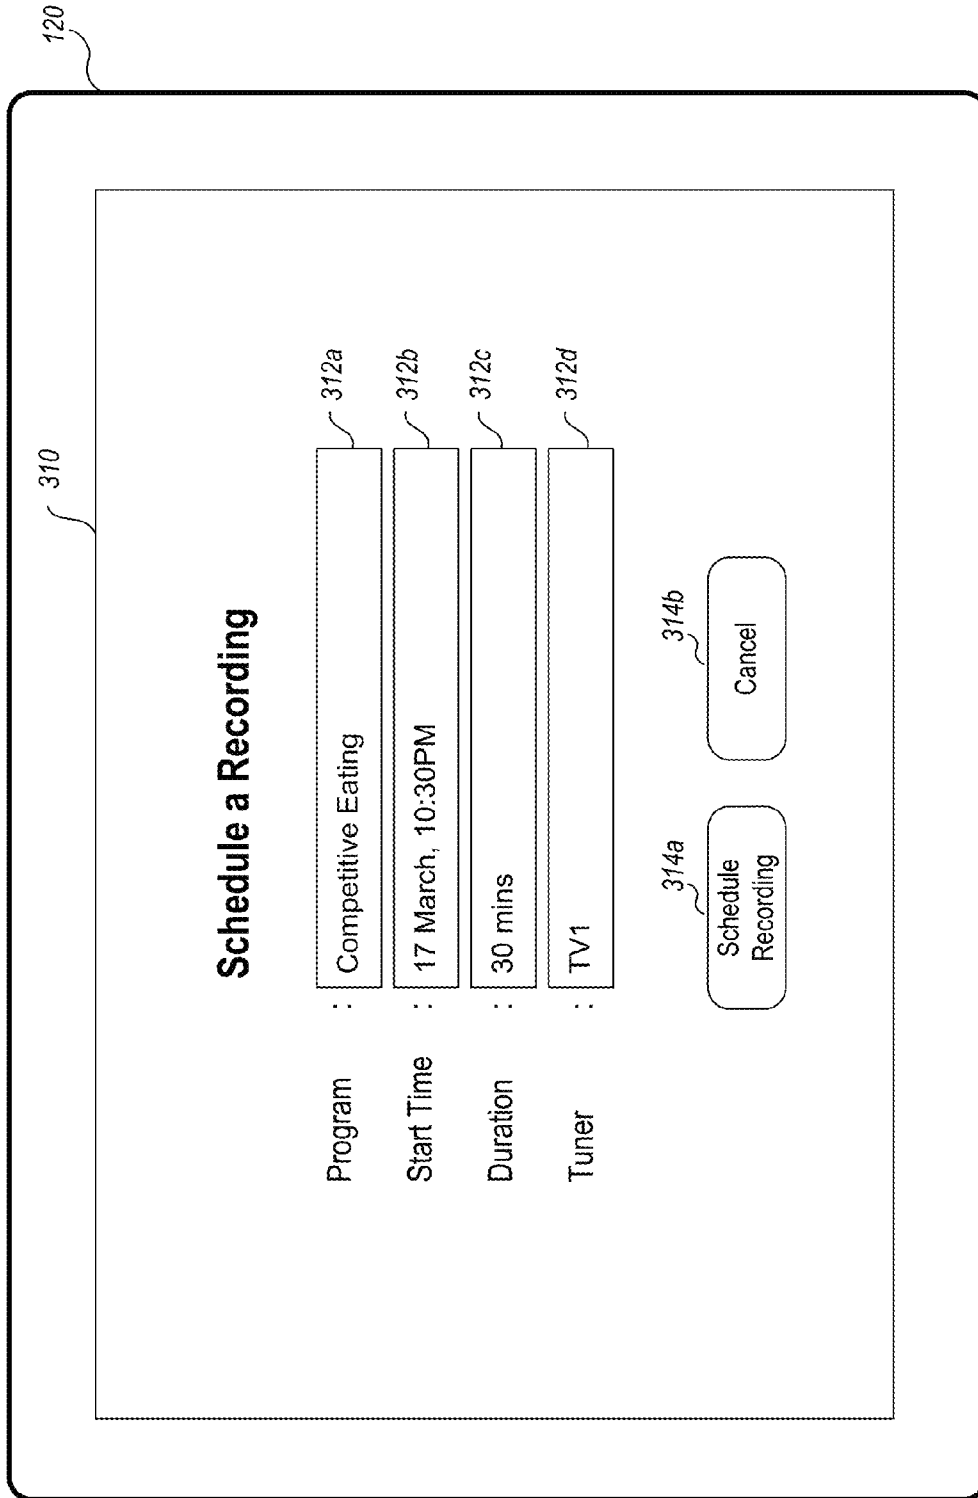 120
310
Schedule a Recording
Program : Competitive Eating 312a
Start Time : 17 March, 10:30PM 312b
Duration : 30 mins 312c
Tuner : TV1 312d
314a 314b
Schedule
Recording
Cancel